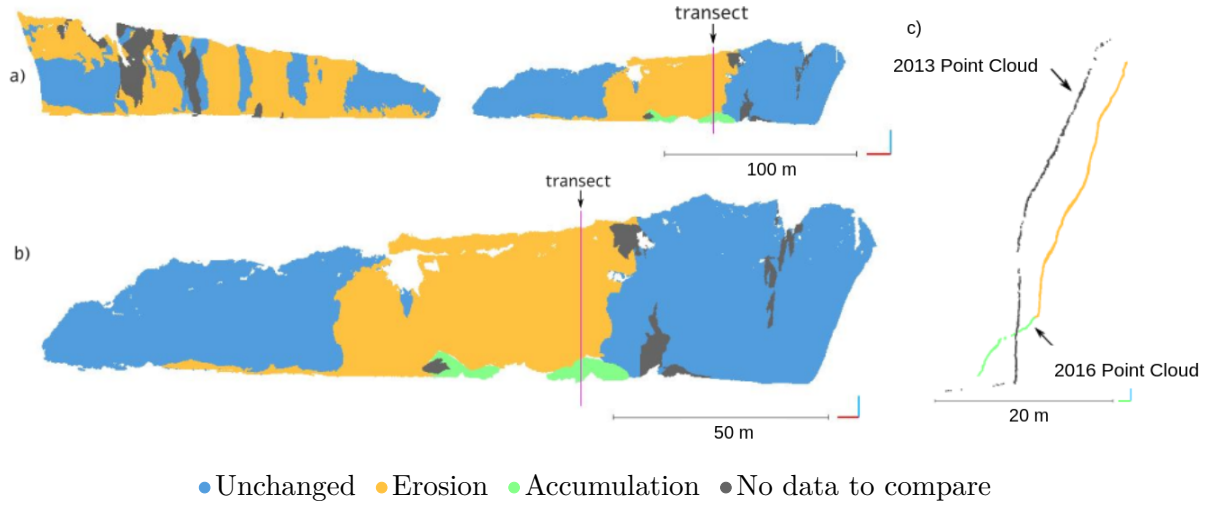 transect
c)
2013 Point Cloud
a)
100 m
transect
b)
2016 Point Cloud
20 m
50 m
Unchanged Erosion Accumulation No data to compare